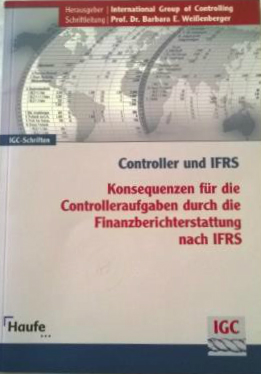 Herausgeber | International Group of Controlling
Schriftleitung | Prof. Dr. Barbara E. Weißenberger
IGC-Schriften
Controller und IFRS
Konsequenzen für die
Controlleraufgaben durch die
Finanzberichterstattung
nach IFRS
Haufe
IGC